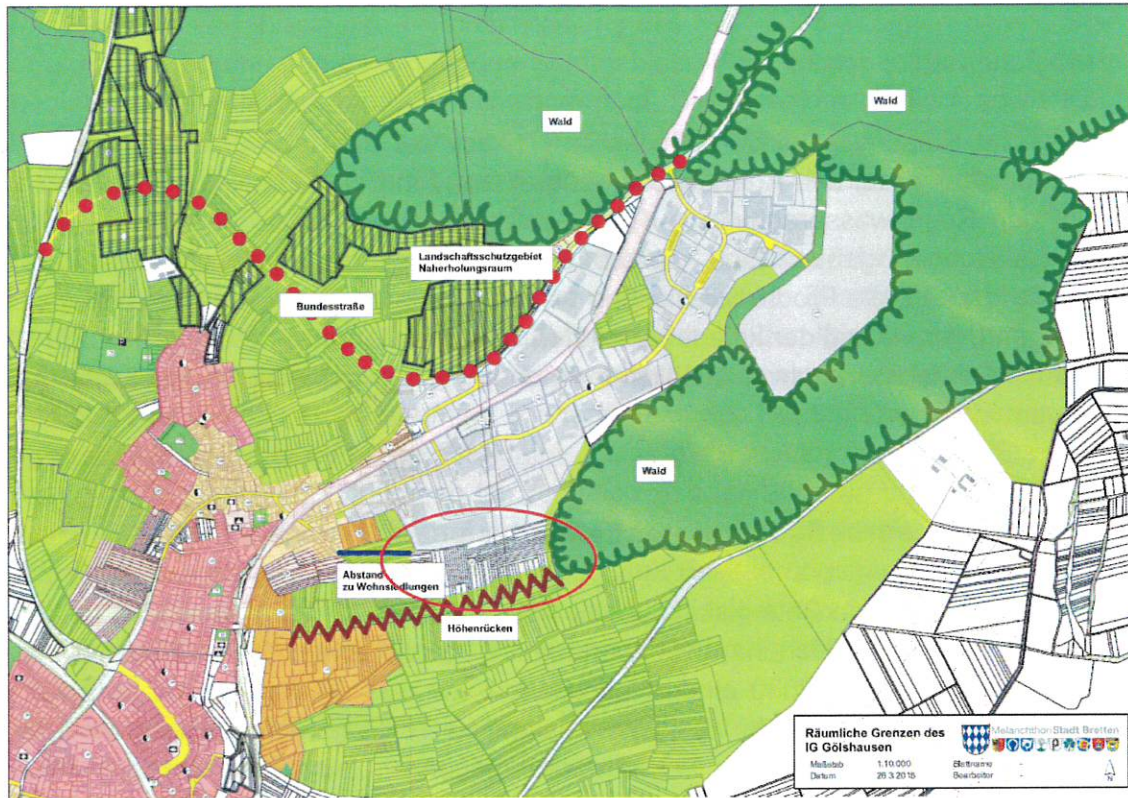 Wald
Wald
Landschaftsschutzgebiet
Naherholungsraum
Bundesstraße
Wald
Abstand
zu Wohnsiedlungen
Höhenrücken
Räumliche Grenzen des
IG Gölshausen
Melanchthon Stadt Bretten
Maßstab 1:10.000 Blattname -
Datum 26.3.2018 Bearbeiter -
N